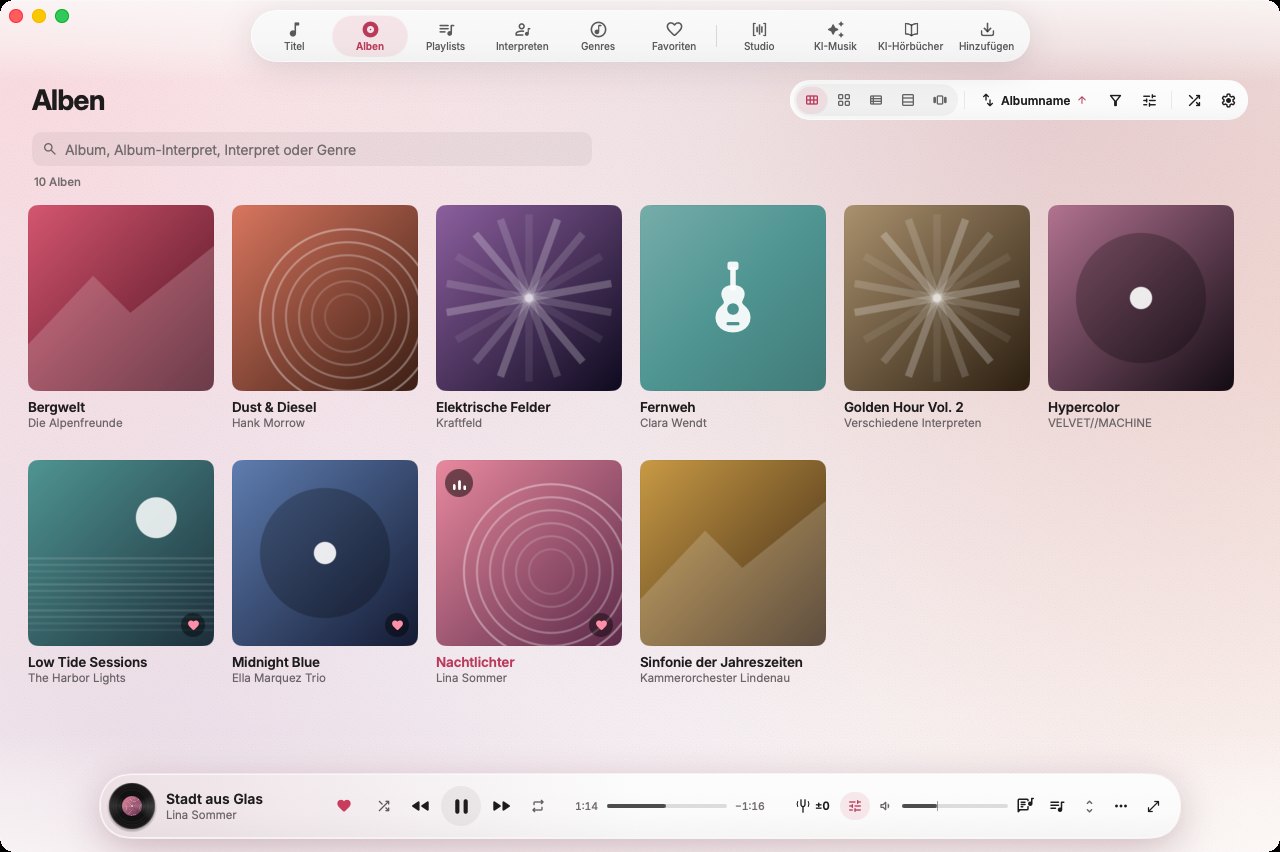 Titel
Alben
Playlists
Interpreten
Genres
Favoriten
Studio
KI-Musik
KI-Hörbücher
Hinzufügen
Alben
Albumname
Album, Album-Interpret, Interpret oder Genre
10 Alben
Bergwelt
Die Alpenfreunde
Dust & Diesel
Hank Morrow
Elektrische Felder
Kraftfeld
Fernweh
Clara Wendt
Golden Hour Vol. 2
Verschiedene Interpreten
Hypercolor
VELVET//MACHINE
Low Tide Sessions
The Harbor Lights
Midnight Blue
Ella Marquez Trio
Nachtlichter
Lina Sommer
Sinfonie der Jahreszeiten
Kammerorchester Lindenau
Stadt aus Glas
Lina Sommer
1:14
−1:16
±0